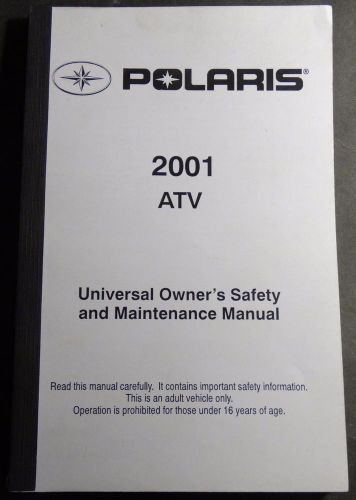 POLARIS®
2001
ATV
Universal Owner's Safety
and Maintenance Manual
Read this manual carefully. It contains important safety information.
This is an adult vehicle only.
Operation is prohibited for those under 16 years of age.